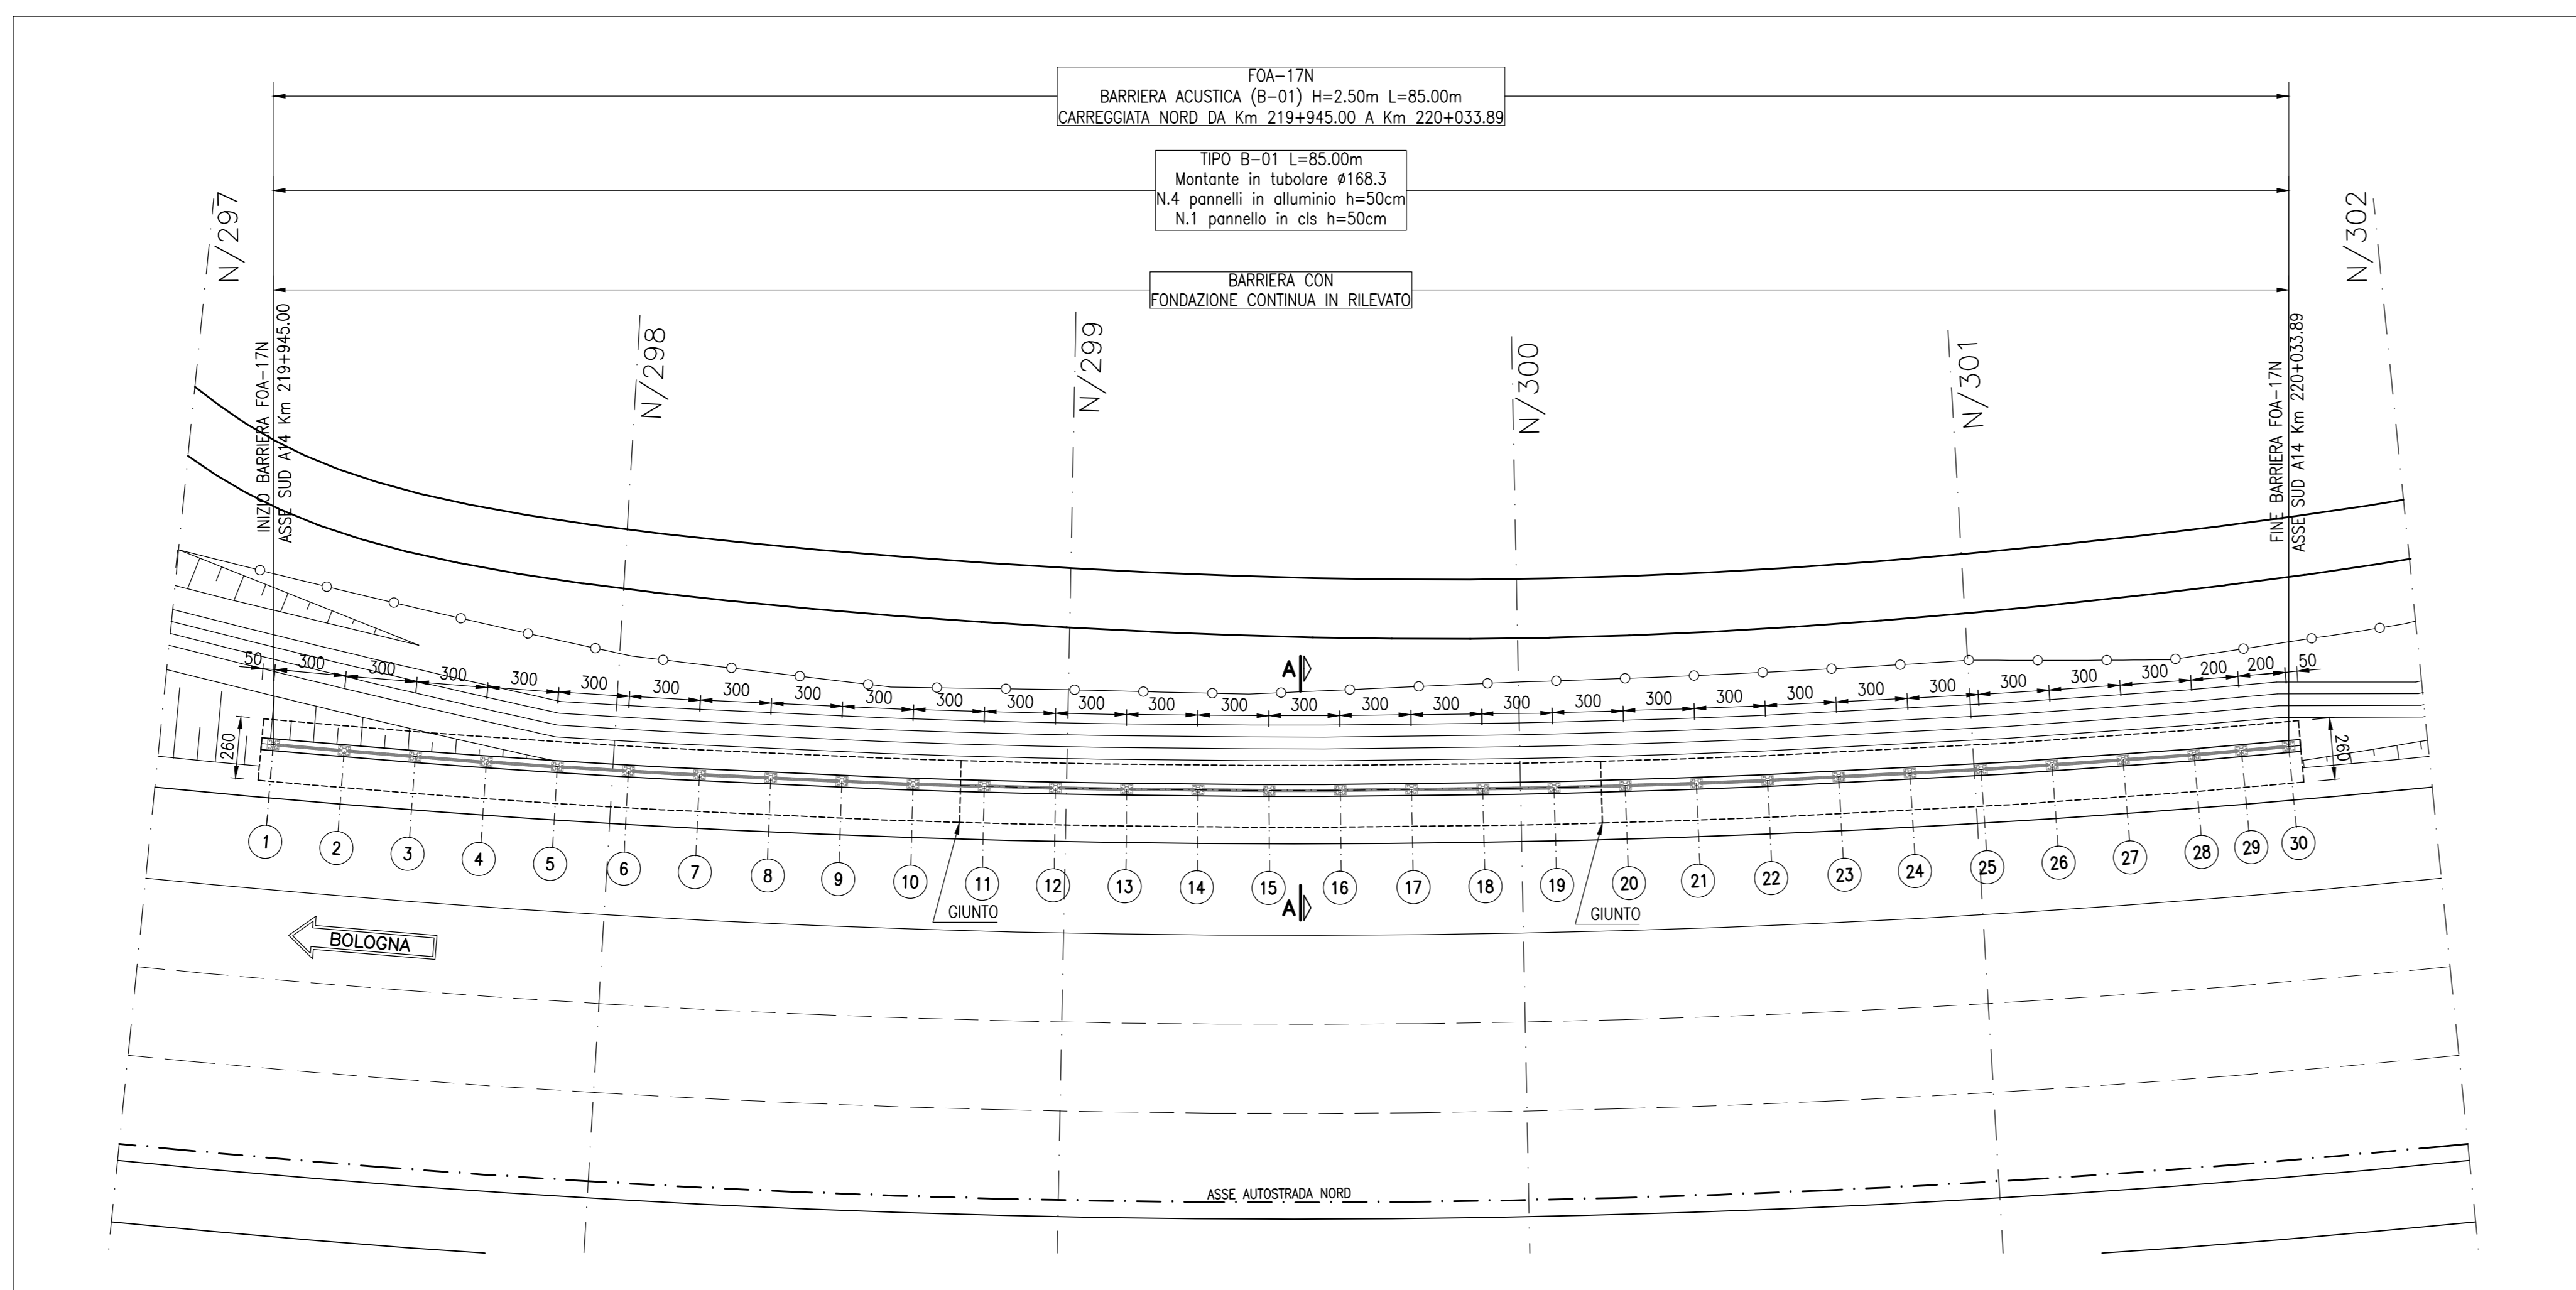 FOA-17N
BARRIERA ACUSTICA (B-01) H=2.50m L=85.00m
CARREGGIATA NORD DA Km 219+945.00 A Km 220+033.89
TIPO B-01 L=85.00m
Montante in tubolare ø168.3
N.4 pannelli in alluminio h=50cm
N.1 pannello in cls h=50cm
BARRIERA CON
FONDAZIONE CONTINUA IN RILEVATO
N/297
N/298
N/299
N/300
N/301
N/302
INIZIO BARRIERA FOA-17N
ASSE SUD A14 Km 219+945.00
FINE BARRIERA FOA-17N
ASSE SUD A14 Km 220+033.89
A
50 300 300 300 300 300 300 300 300 300 300 300 300 300 300 300 300 300 300 300 300 300 300 300 300 300 300 300 200 200 50
260
260
1 2 3 4 5 6 7 8 9 10 11 12 13 14 15 16 17 18 19 20 21 22 23 24 25 26 27 28 29 30
A
GIUNTO
GIUNTO
BOLOGNA
ASSE AUTOSTRADA NORD